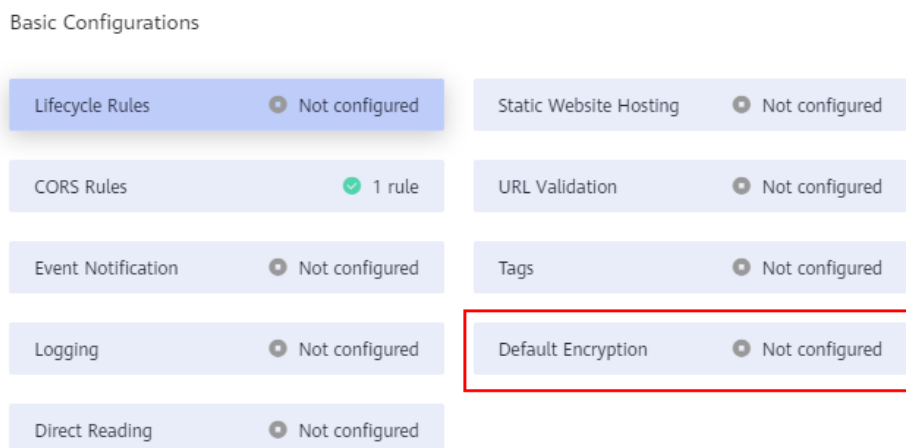 Basic Configurations
Lifecycle Rules Not configured
Static Website Hosting Not configured
CORS Rules 1 rule
URL Validation Not configured
Event Notification Not configured
Tags Not configured
Logging Not configured
Default Encryption Not configured
Direct Reading Not configured